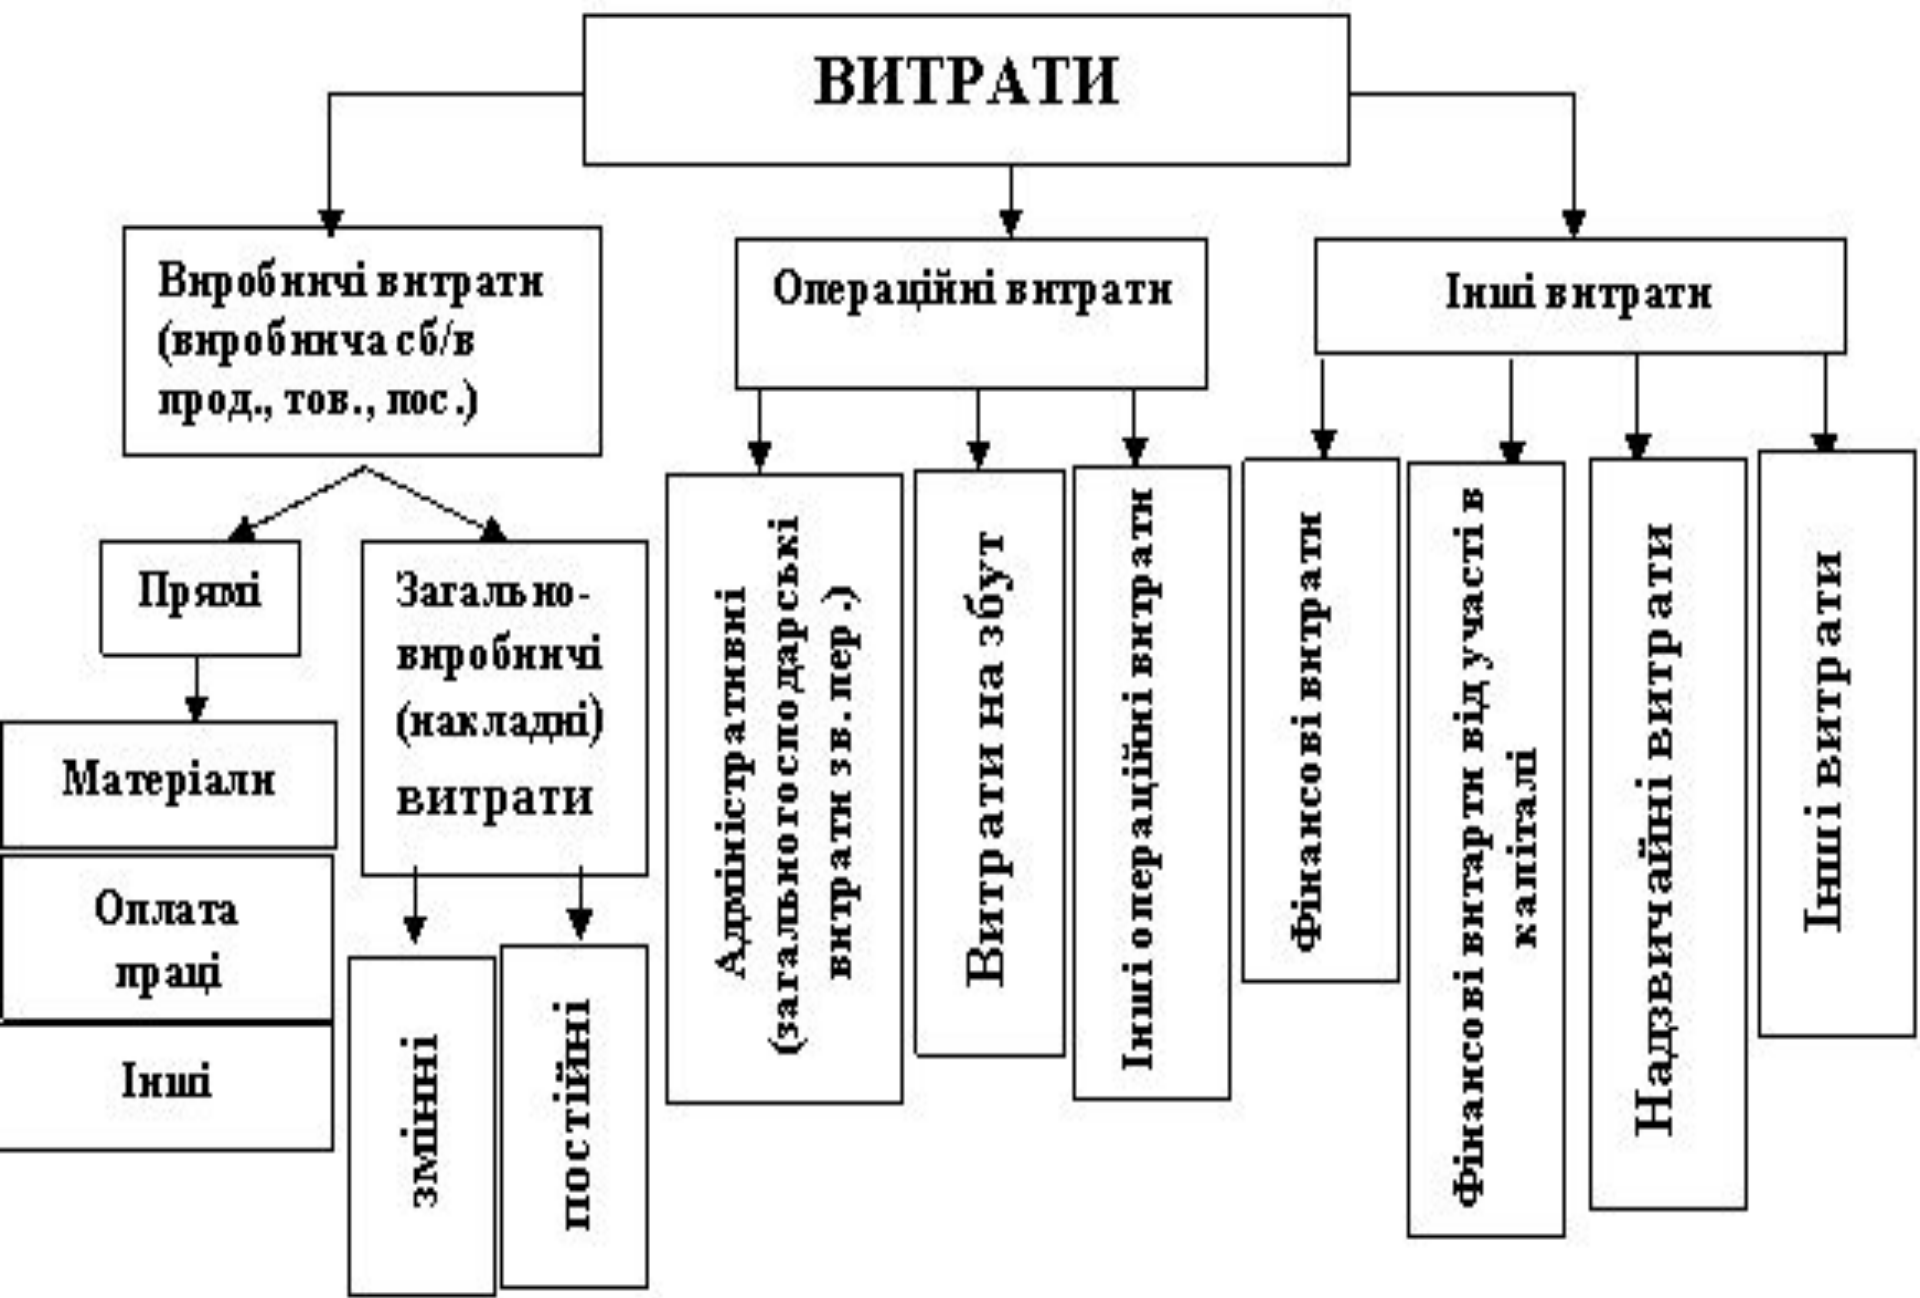 ВИТРАТИ
Виробничі витрати
(виробнича сб/в
прод., тов., пос.)
Операційні витрати
Інші витрати
Прямі
Загально-
виробничі
(накладні)
витрати
Матеріали
Оплата
праці
Інші
змінні
постійні
Адміністративні
(загальногосподарські
витрати зв. пер.)
Витрати на збут
Інші операційні витрати
Фінансові витрати
Фінансові витарти від участі в
капіталі
Надзвичайні витрати
Інші витрати